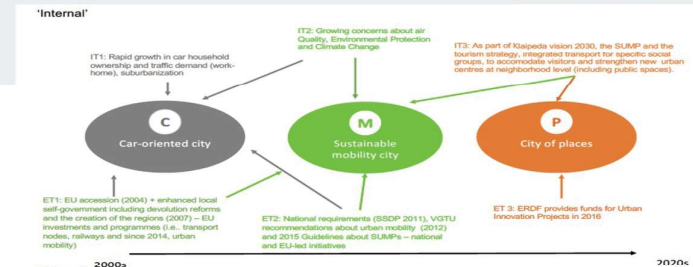 'Internal'
IT2: Growing concerns about air
Quality, Environmental Protection
and Climate Change
IT1: Rapid growth in car household
ownership and traffic demand (work-
home), suburbanization
IT3: As part of Klaipeda vision 2030, the SUMP and the
tourism strategy, integrated transport for specific social
groups, to accomodate visitors and strengthen new urban
centres at neighborhood level (including public spaces).
C
Car-oriented city
M
Sustainable
mobility city
P
City of places
ET1: EU accession (2004) + enhanced local
self-government including devolution reforms
and the creation of the regions (2007) – EU
investments and programmes (i.e.. transport
nodes, railways and since 2014, urban
mobility)
ET2: National requirements (SSDP 2011), VGTU
recommendations about urban mobility (2012)
and 2015 Guidelines about SUMPs – national
and EU-led initiatives
ET 3: ERDF provides funds for Urban
Innovation Projects in 2016
2000s
2020s